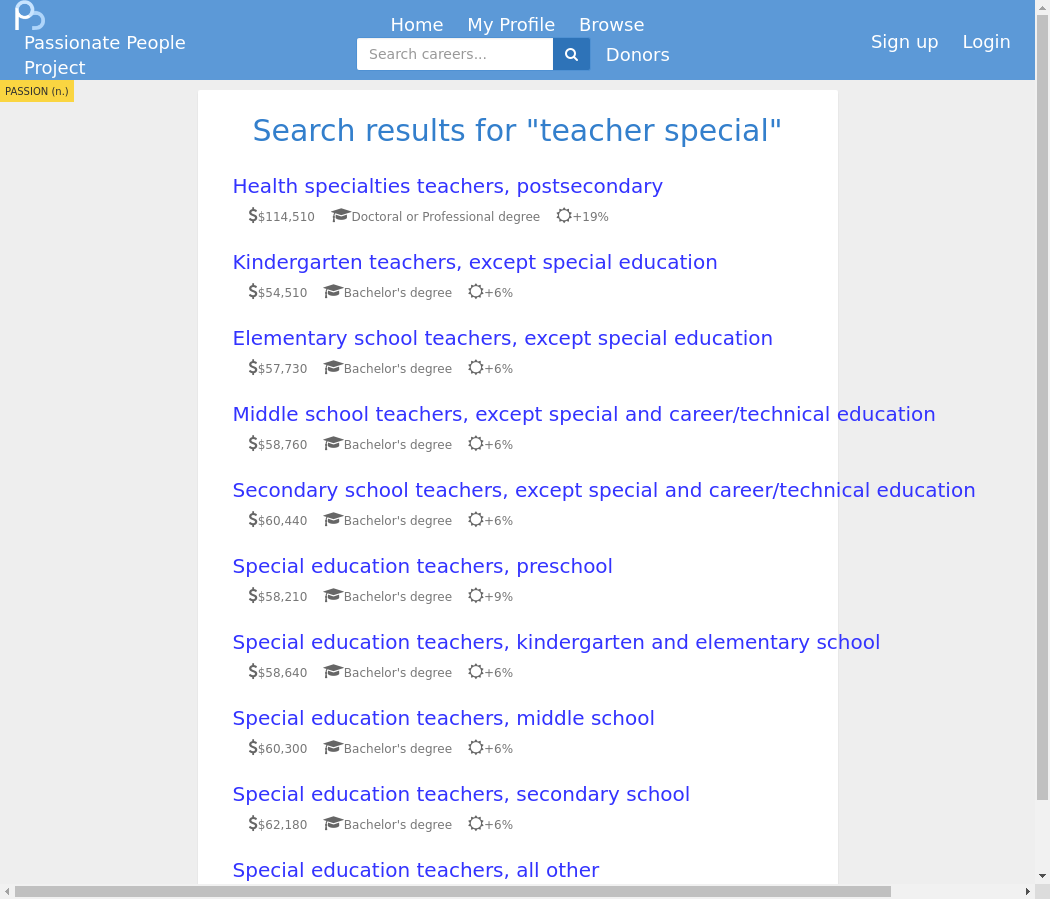 Home My Profile Browse
Passionate People
Project
Search careers...
Donors
Sign up Login
PASSION (n.)
Search results for "teacher special"
Health specialties teachers, postsecondary
$$114,510 Doctoral or Professional degree +19%
Kindergarten teachers, except special education
$$54,510 Bachelor's degree +6%
Elementary school teachers, except special education
$$57,730 Bachelor's degree +6%
Middle school teachers, except special and career/technical education
$$58,760 Bachelor's degree +6%
Secondary school teachers, except special and career/technical education
$$60,440 Bachelor's degree +6%
Special education teachers, preschool
$$58,210 Bachelor's degree +9%
Special education teachers, kindergarten and elementary school
$$58,640 Bachelor's degree +6%
Special education teachers, middle school
$$60,300 Bachelor's degree +6%
Special education teachers, secondary school
$$62,180 Bachelor's degree +6%
Special education teachers, all other